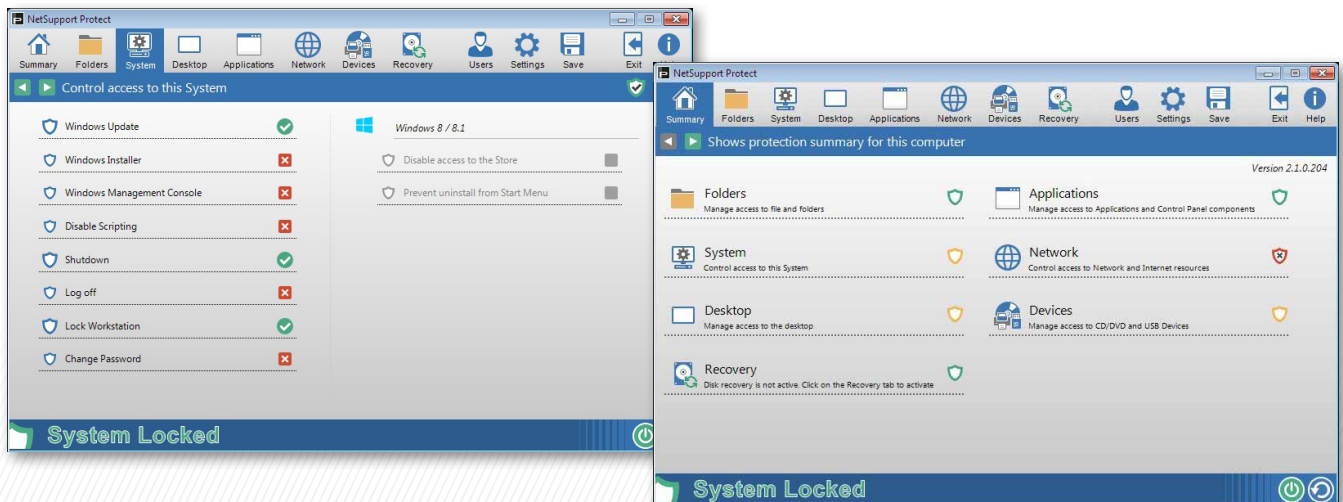 NetSupport Protect
Summary Folders System Desktop Applications Network Devices Recovery Users Settings Save Exit
Control access to this System
Windows Update
Windows Installer
Windows Management Console
Disable Scripting
Shutdown
Log off
Lock Workstation
Change Password
Windows 8 / 8.1
Disable access to the Store
Prevent uninstall from Start Menu
System Locked
NetSupport Protect
Summary Folders System Desktop Applications Network Devices Recovery Users Settings Save Exit Help
Shows protection summary for this computer
Version 2.1.0.204
Folders
Manage access to file and folders
Applications
Manage access to Applications and Control Panel components
System
Control access to this System
Network
Control access to Network and Internet resources
Desktop
Manage access to the desktop
Devices
Manage access to CD/DVD and USB Devices
Recovery
Disk recovery is not active. Click on the Recovery tab to activate
System Locked